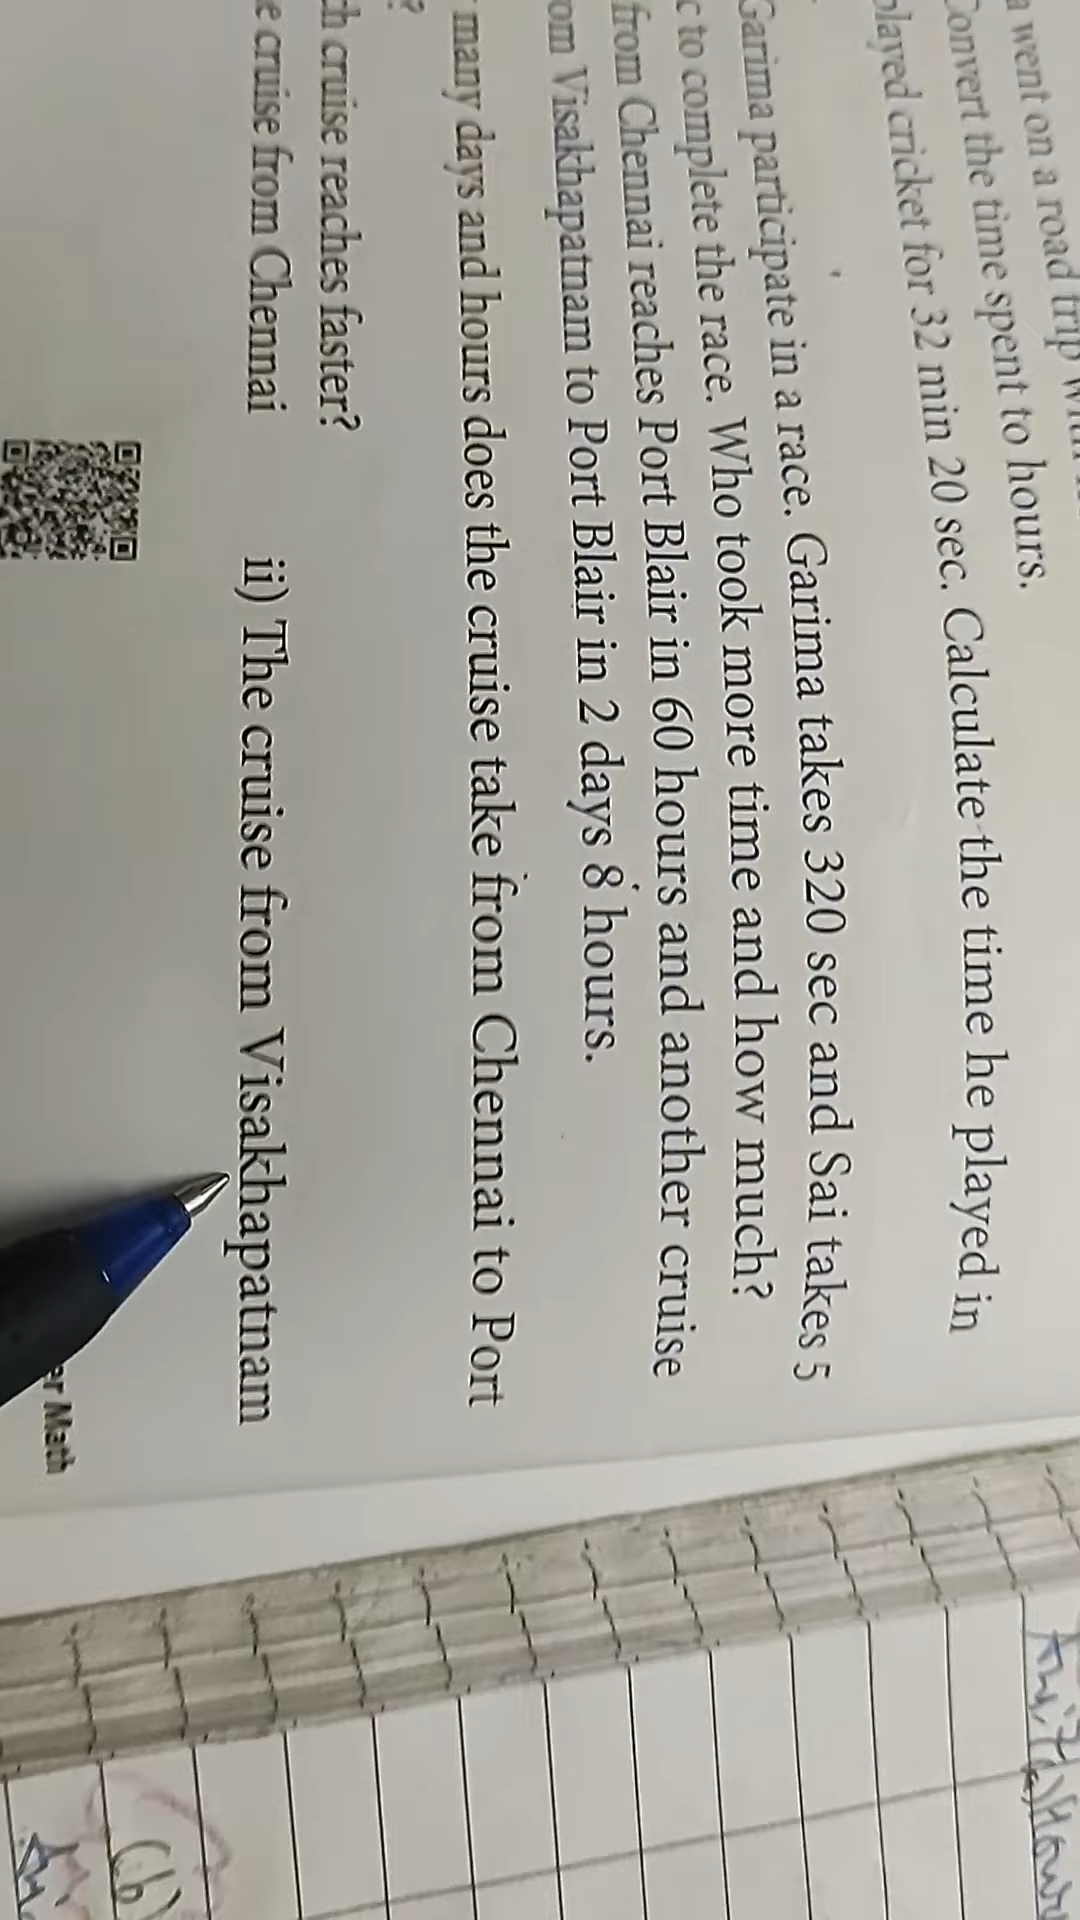 a went on a road trip
Convert the time spent to hours.
played cricket for 32 min 20 sec. Calculate the time he played in
Garima participate in a race. Garima takes 320 sec and Sai takes 5
c to complete the race. Who took more time and how much?
from Chennai reaches Port Blair in 60 hours and another cruise
om Visakhapatnam to Port Blair in 2 days 8 hours.
many days and hours does the cruise take from Chennai to Port
?
ch cruise reaches faster?
e cruise from Chennai ii) The cruise from Visakhapatnam
er Math
(b)